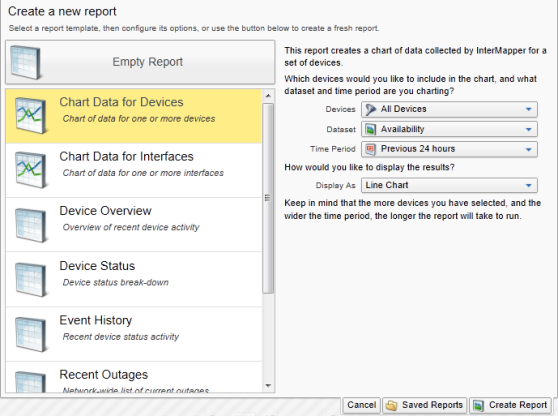 Create a new report
Select a report template, then configure its options, or use the button below to create a fresh report.
Empty Report
Chart Data for Devices
Chart of data for one or more devices
Chart Data for Interfaces
Chart of data for one or more interfaces
Device Overview
Overview of recent device activity
Device Status
Device status break-down
Event History
Recent device status activity
Recent Outages
Network-wide list of current outages
This report creates a chart of data collected by InterMapper for a
set of devices.
Which devices would you like to include in the chart, and what
dataset and time period are you charting?
Devices All Devices
Dataset Availability
Time Period Previous 24 hours
How would you like to display the results?
Display As Line Chart
Keep in mind that the more devices you have selected, and the
wider the time period, the longer the report will take to run.
Cancel Saved Reports Create Report